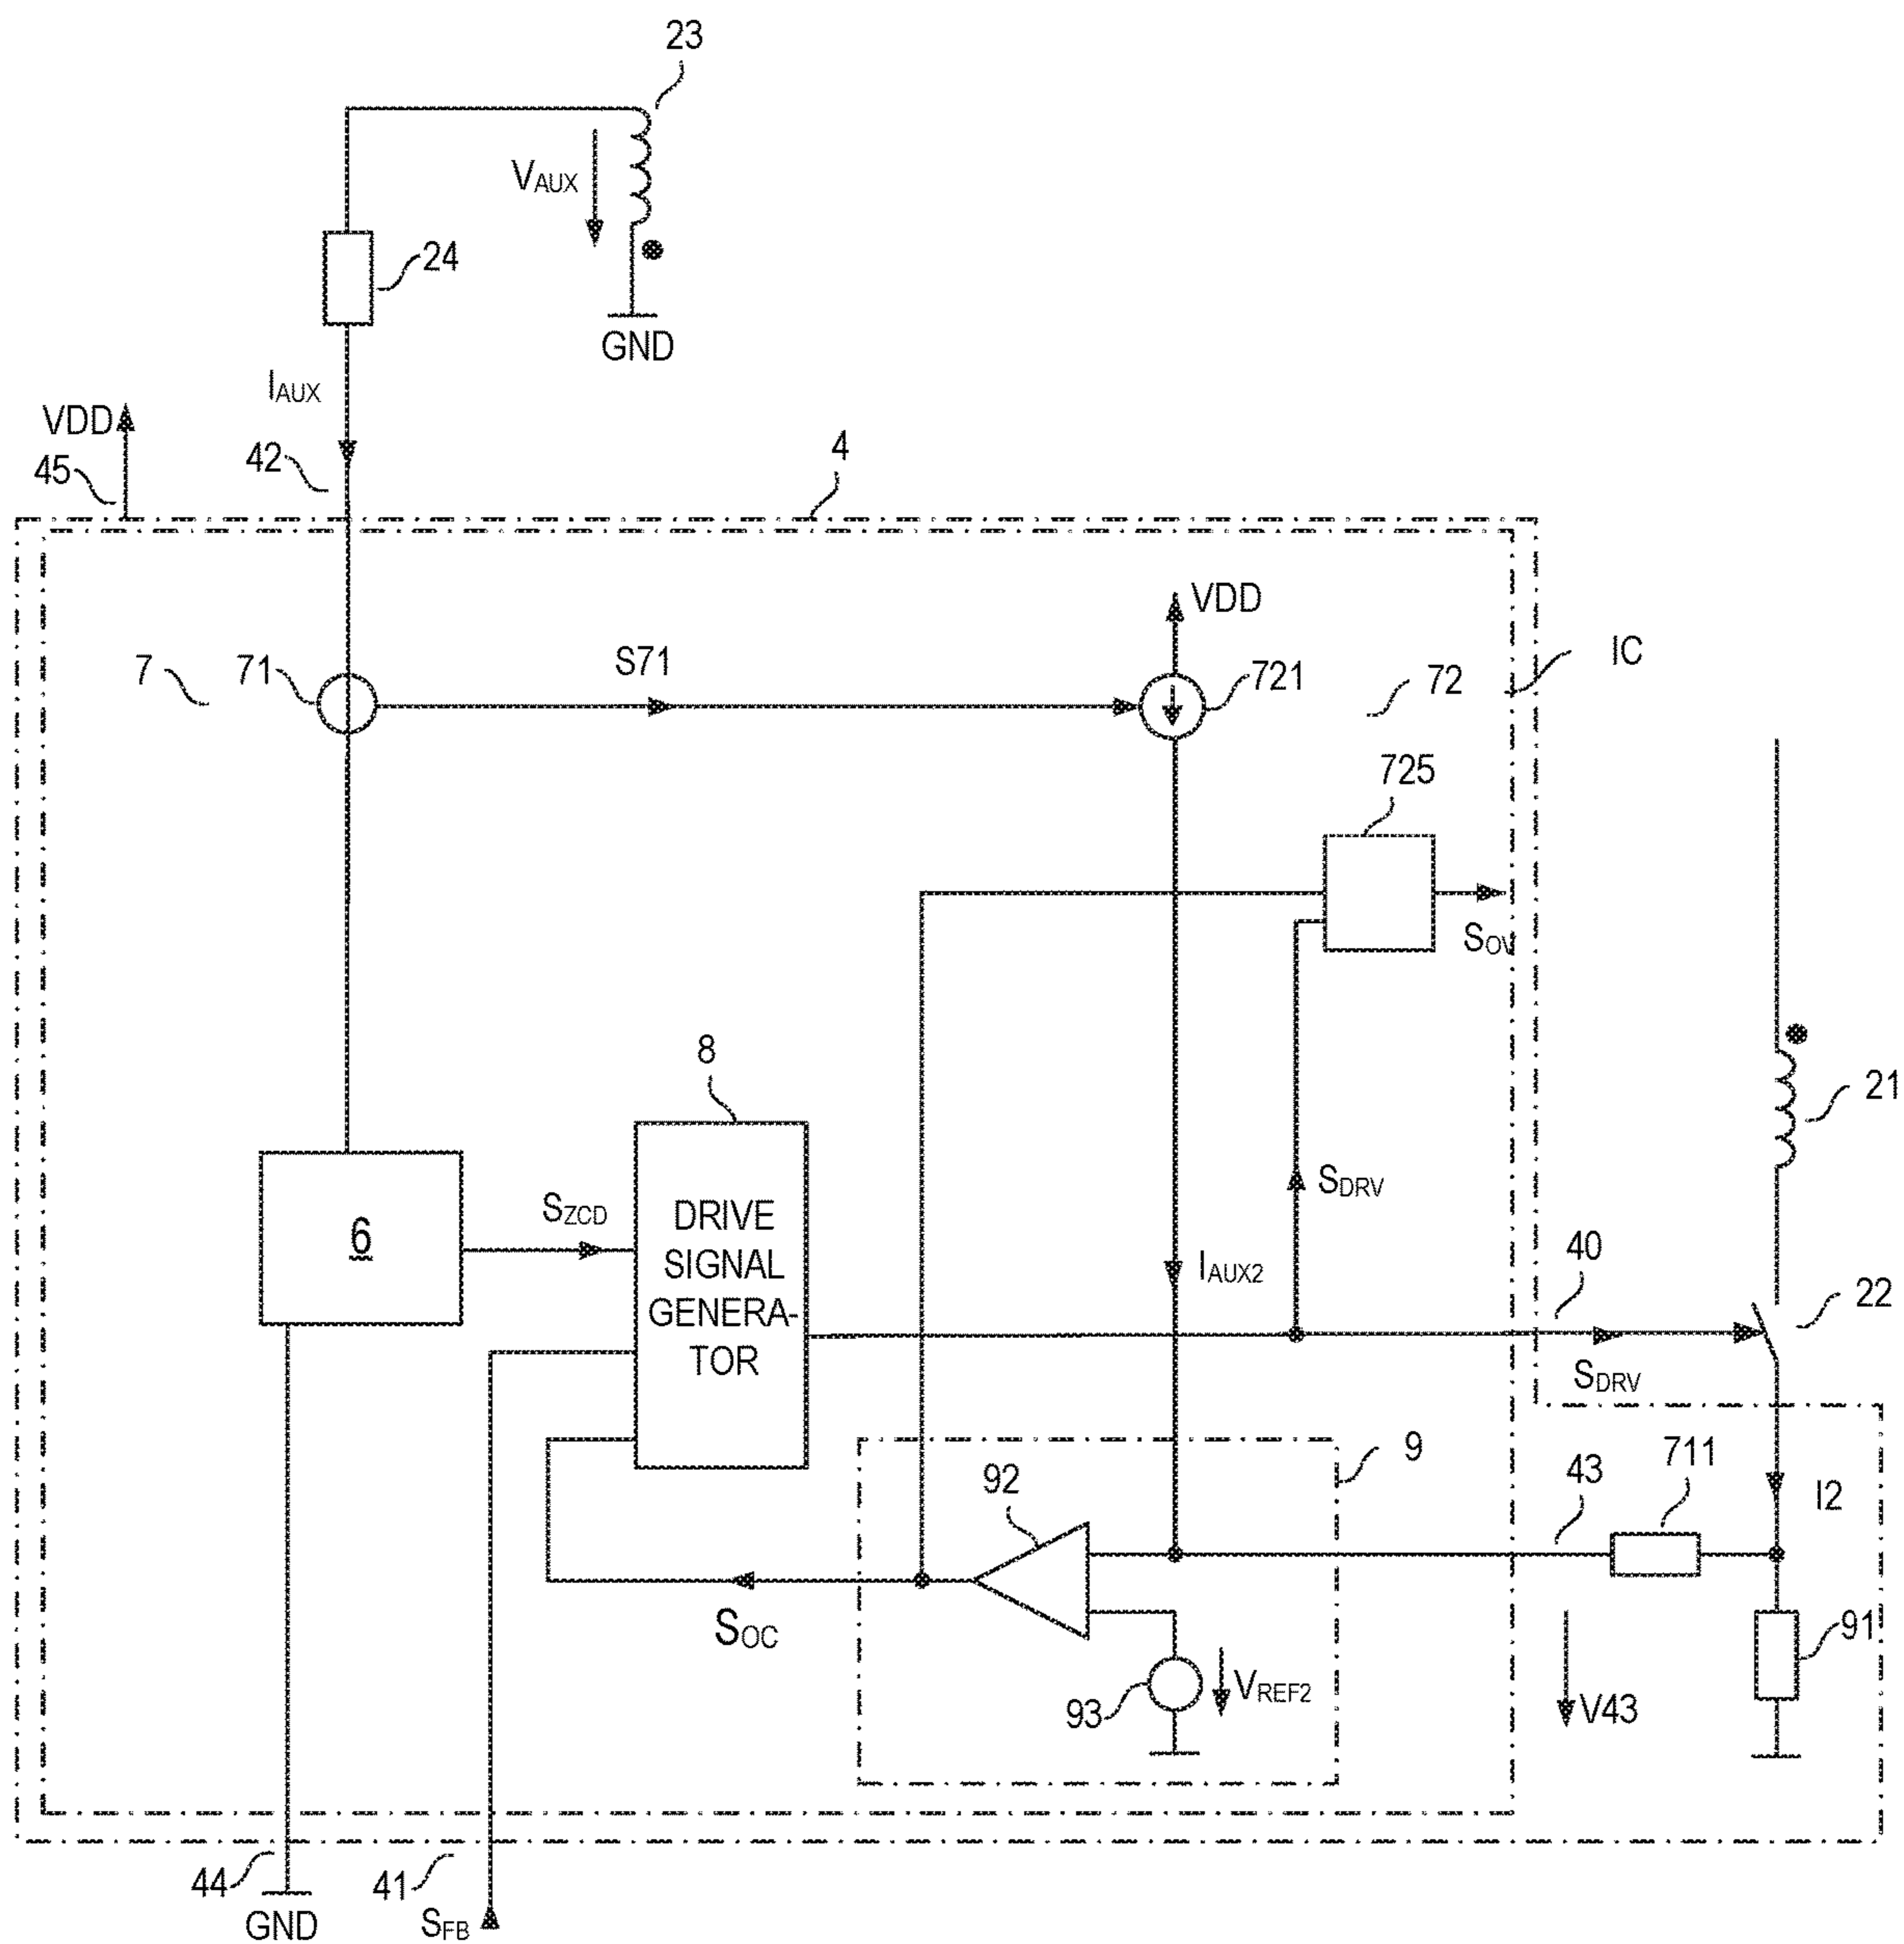 23
VAUX
24
GND
IAUX
VDD
45
42
4
VDD
IC
7
71
S71
721
72
725
SOV
8
21
6
SZCD
DRIVE
SIGNAL
GENERA-
TOR
SDRV
IAUX2
40
22
SDRV
9
92
43
711
I2
SOC
93
VREF2
V43
91
44
41
GND
SFB